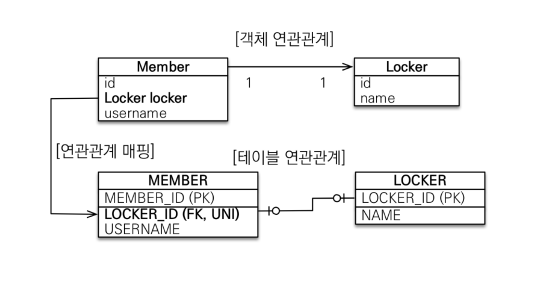 [객체 연관관계]
Member
id
Locker locker
username
1
1
Locker
id
name
[연관관계 매핑]
[테이블 연관관계]
MEMBER
MEMBER_ID (PK)
LOCKER_ID (FK, UNI)
USERNAME
LOCKER
LOCKER_ID (PK)
NAME